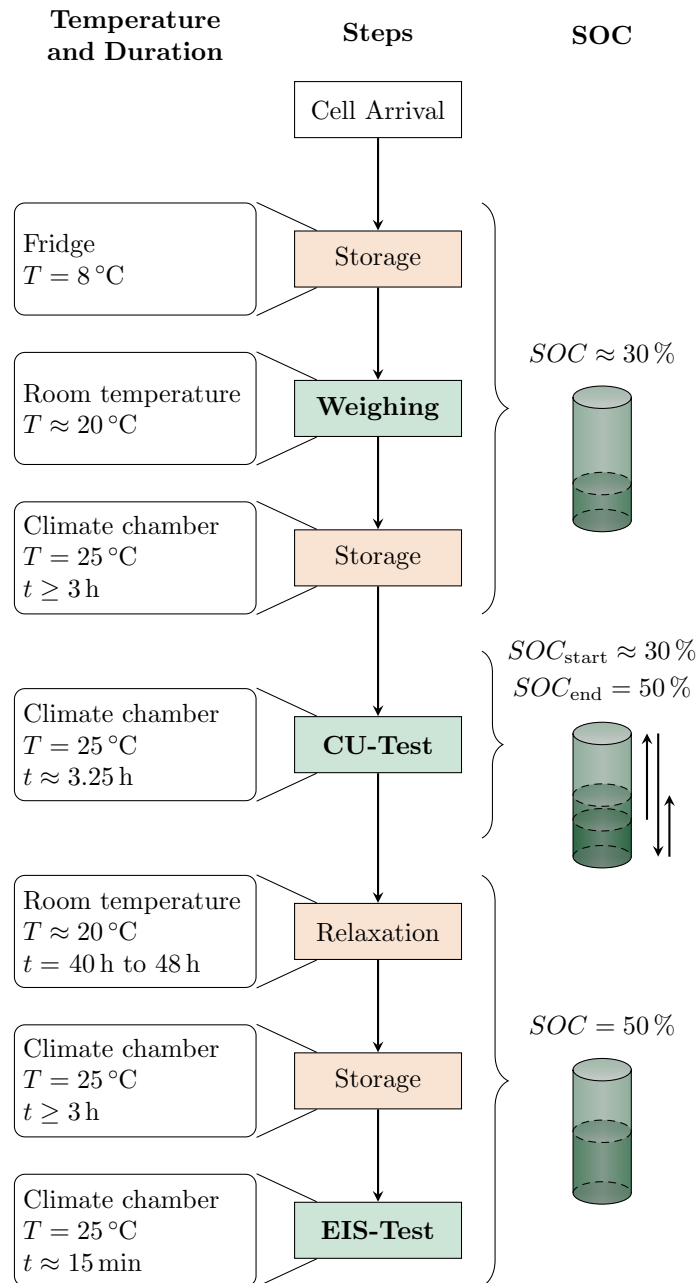 Temperature
and Duration
Steps
SOC
Cell Arrival
Fridge
T = 8 °C
Storage
Room temperature
T ≈ 20 °C
Weighing
SOC ≈ 30 %
Climate chamber
T = 25 °C
t ≥ 3 h
Storage
SOC_start ≈ 30 %
SOC_end = 50 %
Climate chamber
T = 25 °C
t ≈ 3.25 h
CU-Test
Room temperature
T ≈ 20 °C
t = 40 h to 48 h
Relaxation
SOC = 50 %
Climate chamber
T = 25 °C
t ≥ 3 h
Storage
Climate chamber
T = 25 °C
t ≈ 15 min
EIS-Test